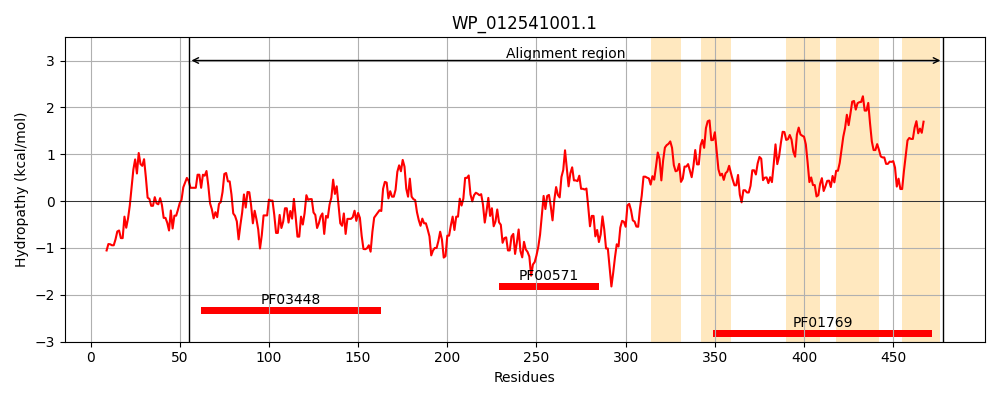 WP_012541001.1
Alignment region
3
2
1
0
−1
−2
−3
Hydropathy (kcal/mol)
PF00571
PF03448
PF01769
0
50
100
150
200
250
300
350
400
450
Residues